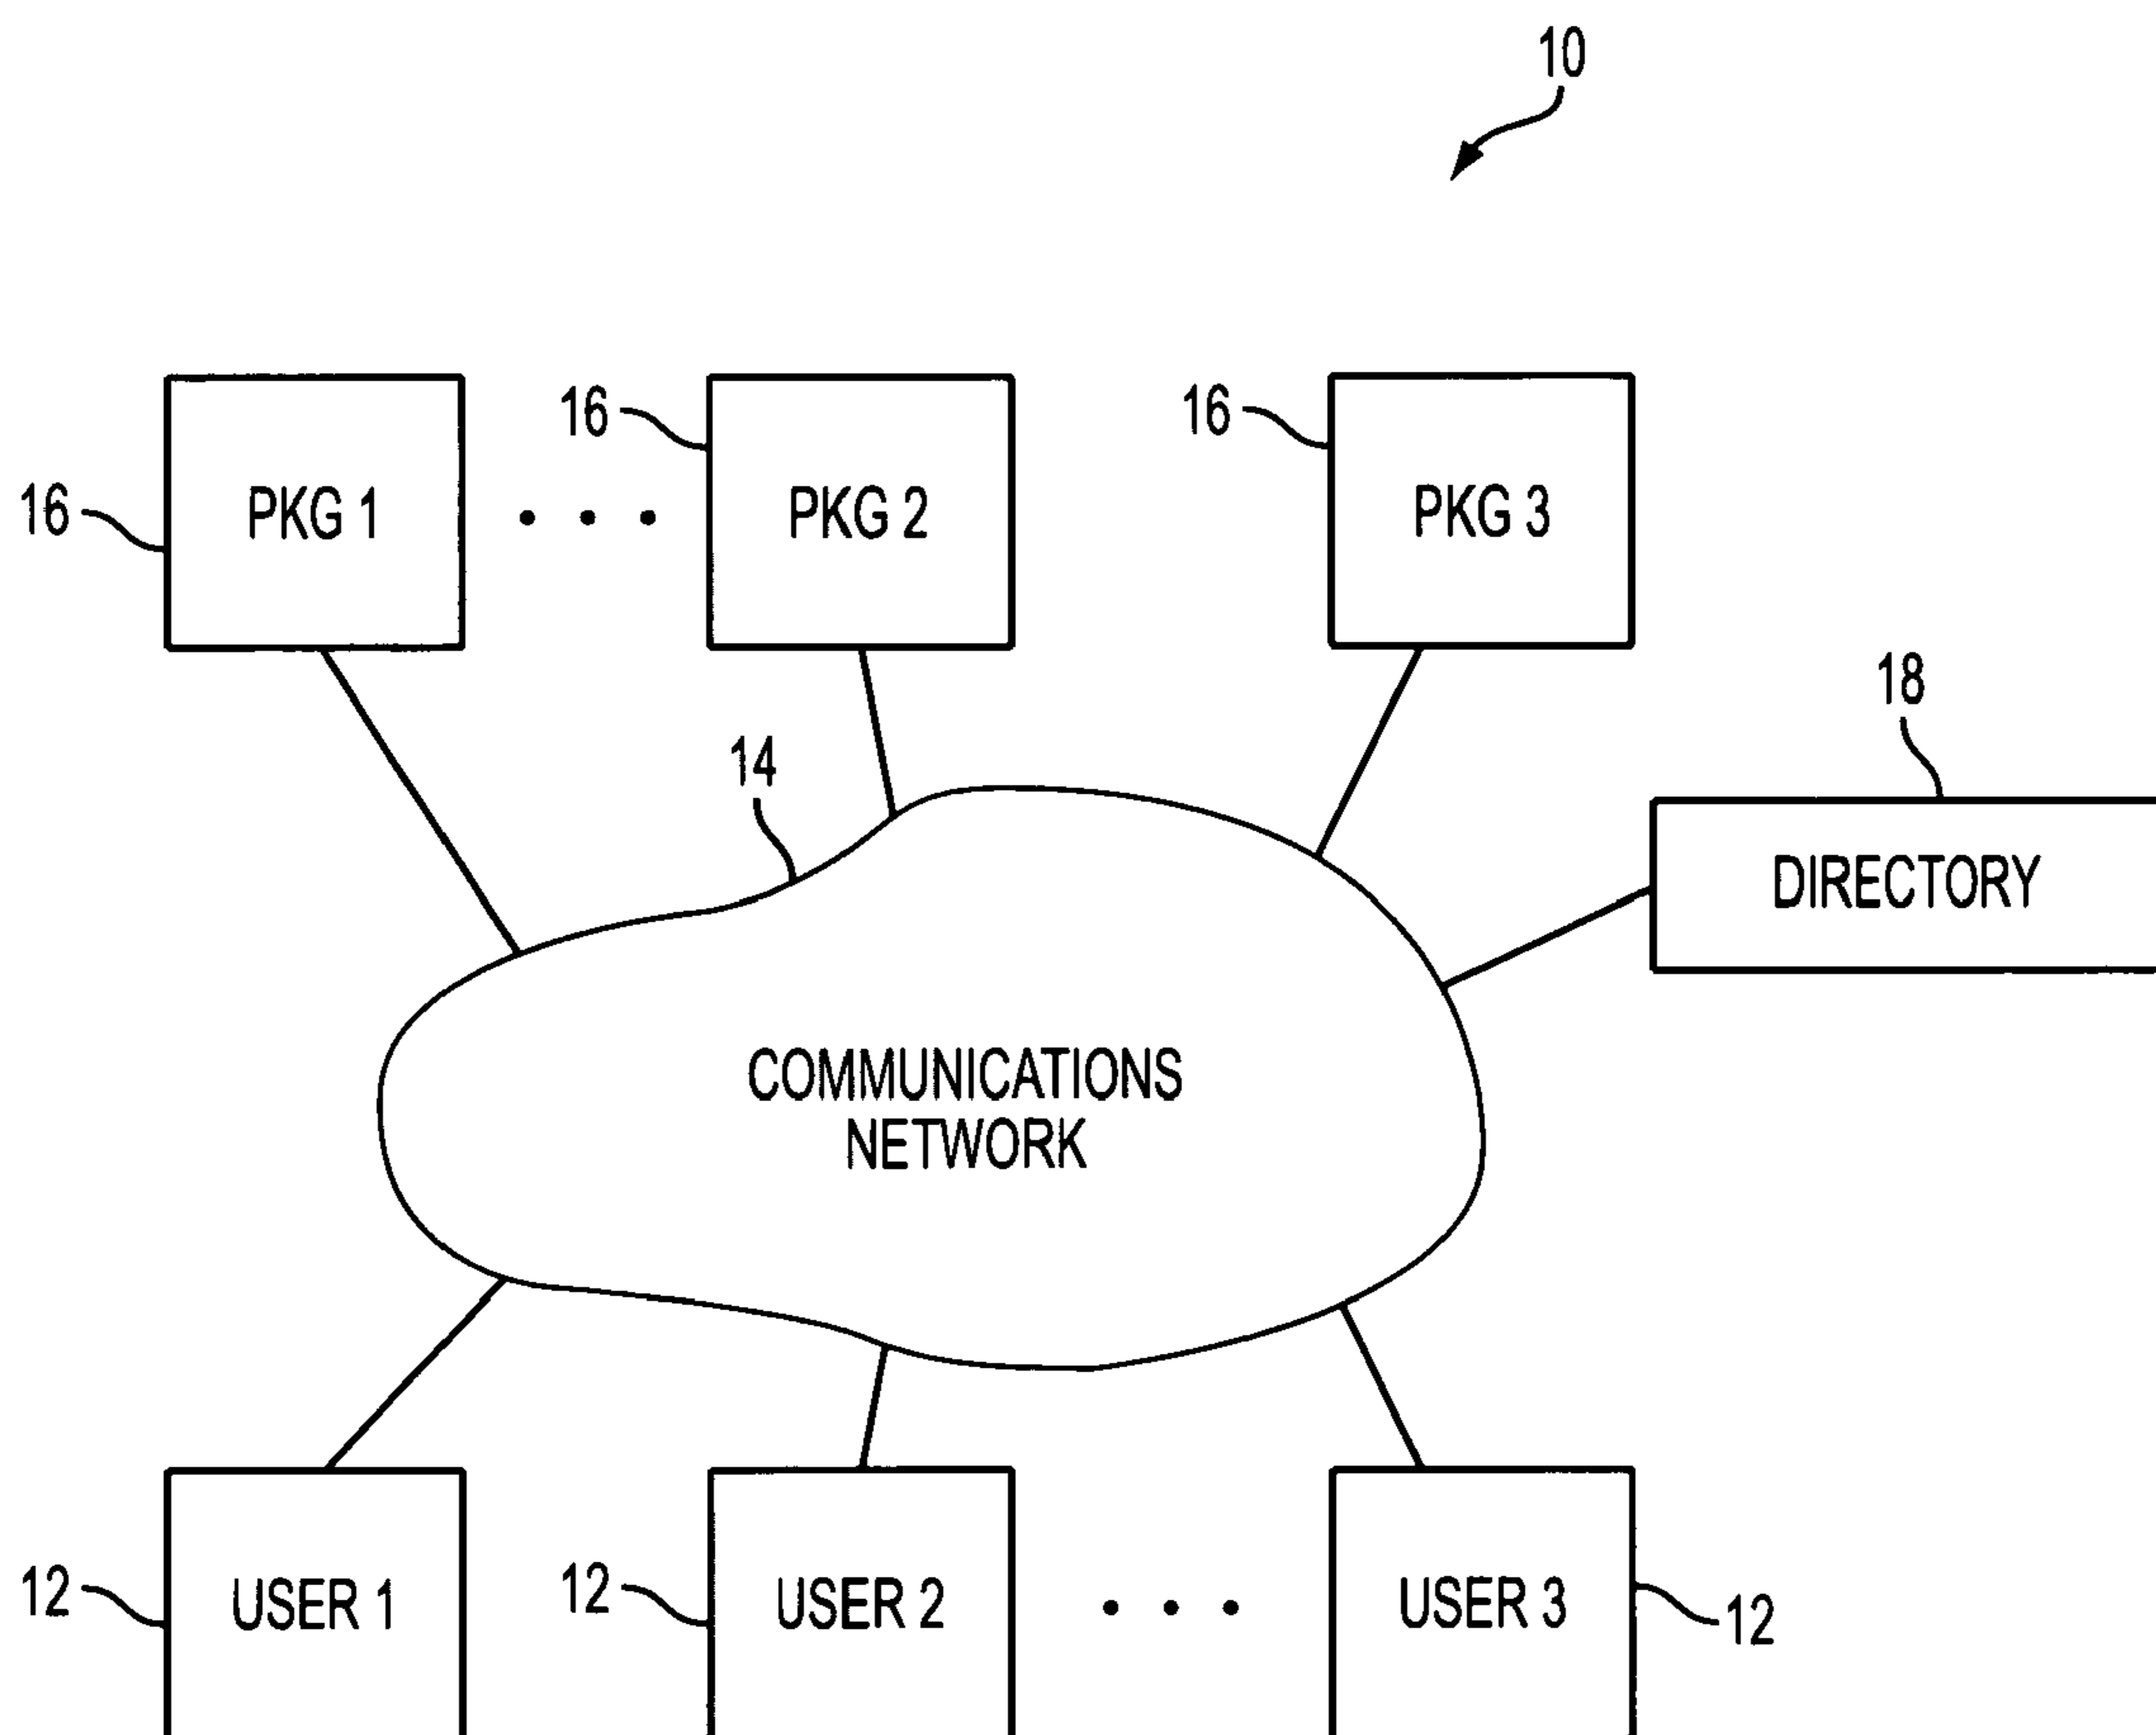 10
16
16
16
PKG 1
• • •
PKG 2
PKG 3
18
14
DIRECTORY
COMMUNICATIONS
NETWORK
12
USER 1
12
USER 2
• • •
USER 3
12